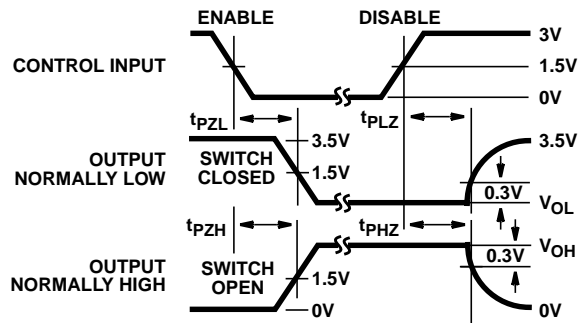 ENABLE DISABLE
3V
CONTROL INPUT 1.5V
0V
tPZL tPLZ
3.5V 3.5V
OUTPUT
NORMALLY LOW
SWITCH
CLOSED
1.5V
0.3V
VOL
tPZH tPHZ
VOH
0.3V
OUTPUT
NORMALLY HIGH
SWITCH
OPEN
1.5V
0V 0V